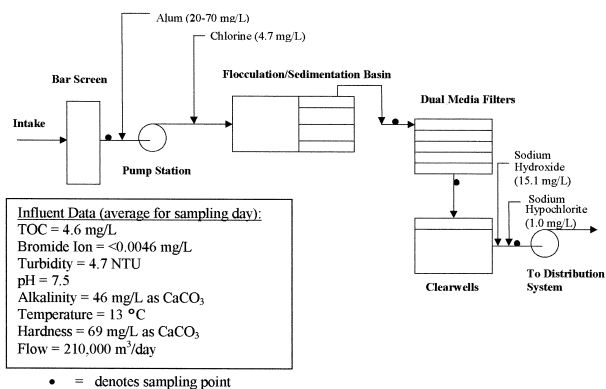 Alum (20-70 mg/L)
Chlorine (4.7 mg/L)
Bar Screen
Flocculation/Sedimentation Basin
Dual Media Filters
Intake
Pump Station
Sodium
Hydroxide
(15.1 mg/L)
Sodium
Hypochlorite
(1.0 mg/L)
To Distribution
System
Clearwells
Influent Data (average for sampling day):
TOC = 4.6 mg/L
Bromide Ion = <0.0046 mg/L
Turbidity = 4.7 NTU
pH = 7.5
Alkalinity = 46 mg/L as CaCO₃
Temperature = 13 °C
Hardness = 69 mg/L as CaCO₃
Flow = 210,000 m³/day
• = denotes sampling point